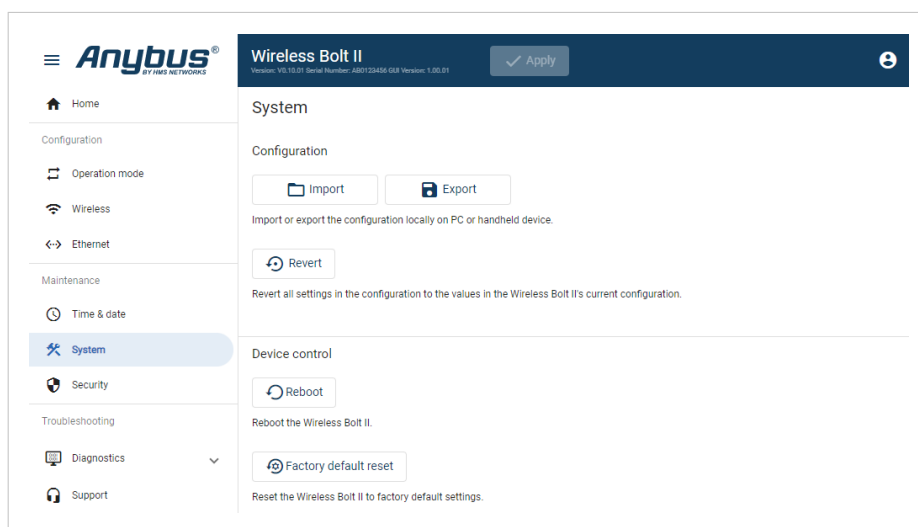 Anybus®
BY HMS NETWORKS
Wireless Bolt II
Version: V0.10.01 Serial Number: AB0123456 GUI Version: 1.00.01
Apply
Home
Configuration
Operation mode
Wireless
Ethernet
Maintenance
Time & date
System
Security
Troubleshooting
Diagnostics
Support
System
Configuration
Import
Export
Import or export the configuration locally on PC or handheld device.
Revert
Revert all settings in the configuration to the values in the Wireless Bolt II's current configuration.
Device control
Reboot
Reboot the Wireless Bolt II.
Factory default reset
Reset the Wireless Bolt II to factory default settings.